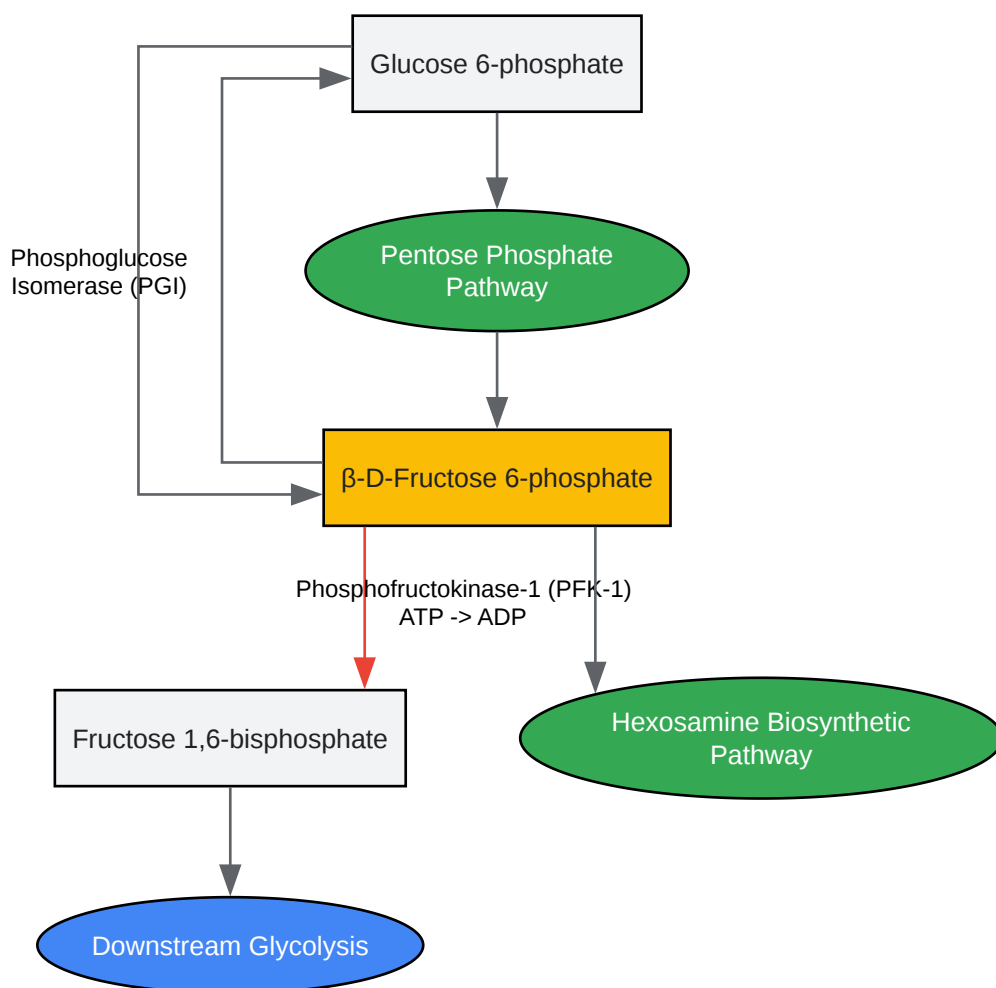 Glucose 6-phosphate
Pentose Phosphate
Pathway
Phosphoglucose
Isomerase (PGI)
β-D-Fructose 6-phosphate
Phosphofructokinase-1 (PFK-1)
ATP -> ADP
Fructose 1,6-bisphosphate
Hexosamine Biosynthetic
Pathway
Downstream Glycolysis